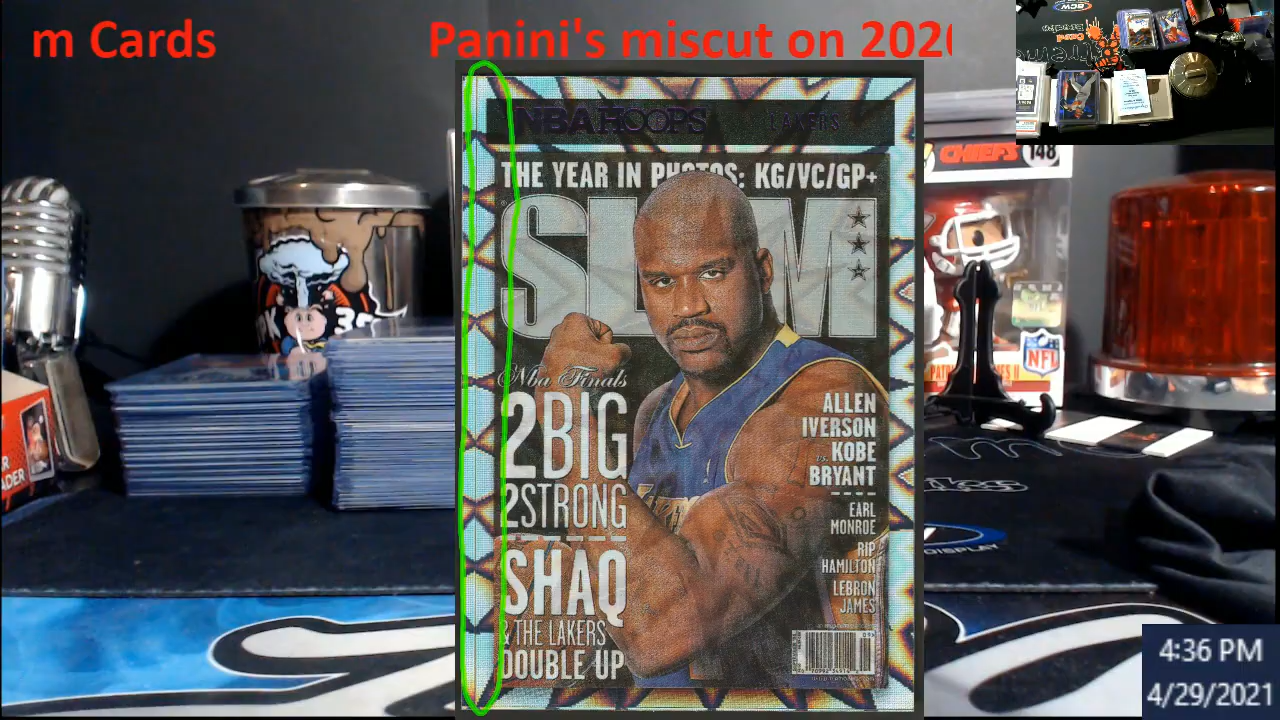 m Cards
Panini's miscut on 202
NBA HOOPS LAKERS
THE YEAR IN PHOTOS: KG/VC/GP+
SLAM
Nba Finals
2BIG
2STRONG
SHAQ
& THE LAKERS
DOUBLE UP
ALLEN
IVERSON
vs. KOBE
BRYANT
EARL
MONROE
RIP
HAMILTON
LEBRON
JAMES
CHIEFS
148
NFL
DISPLAY
4:36 PM
4/29/2021